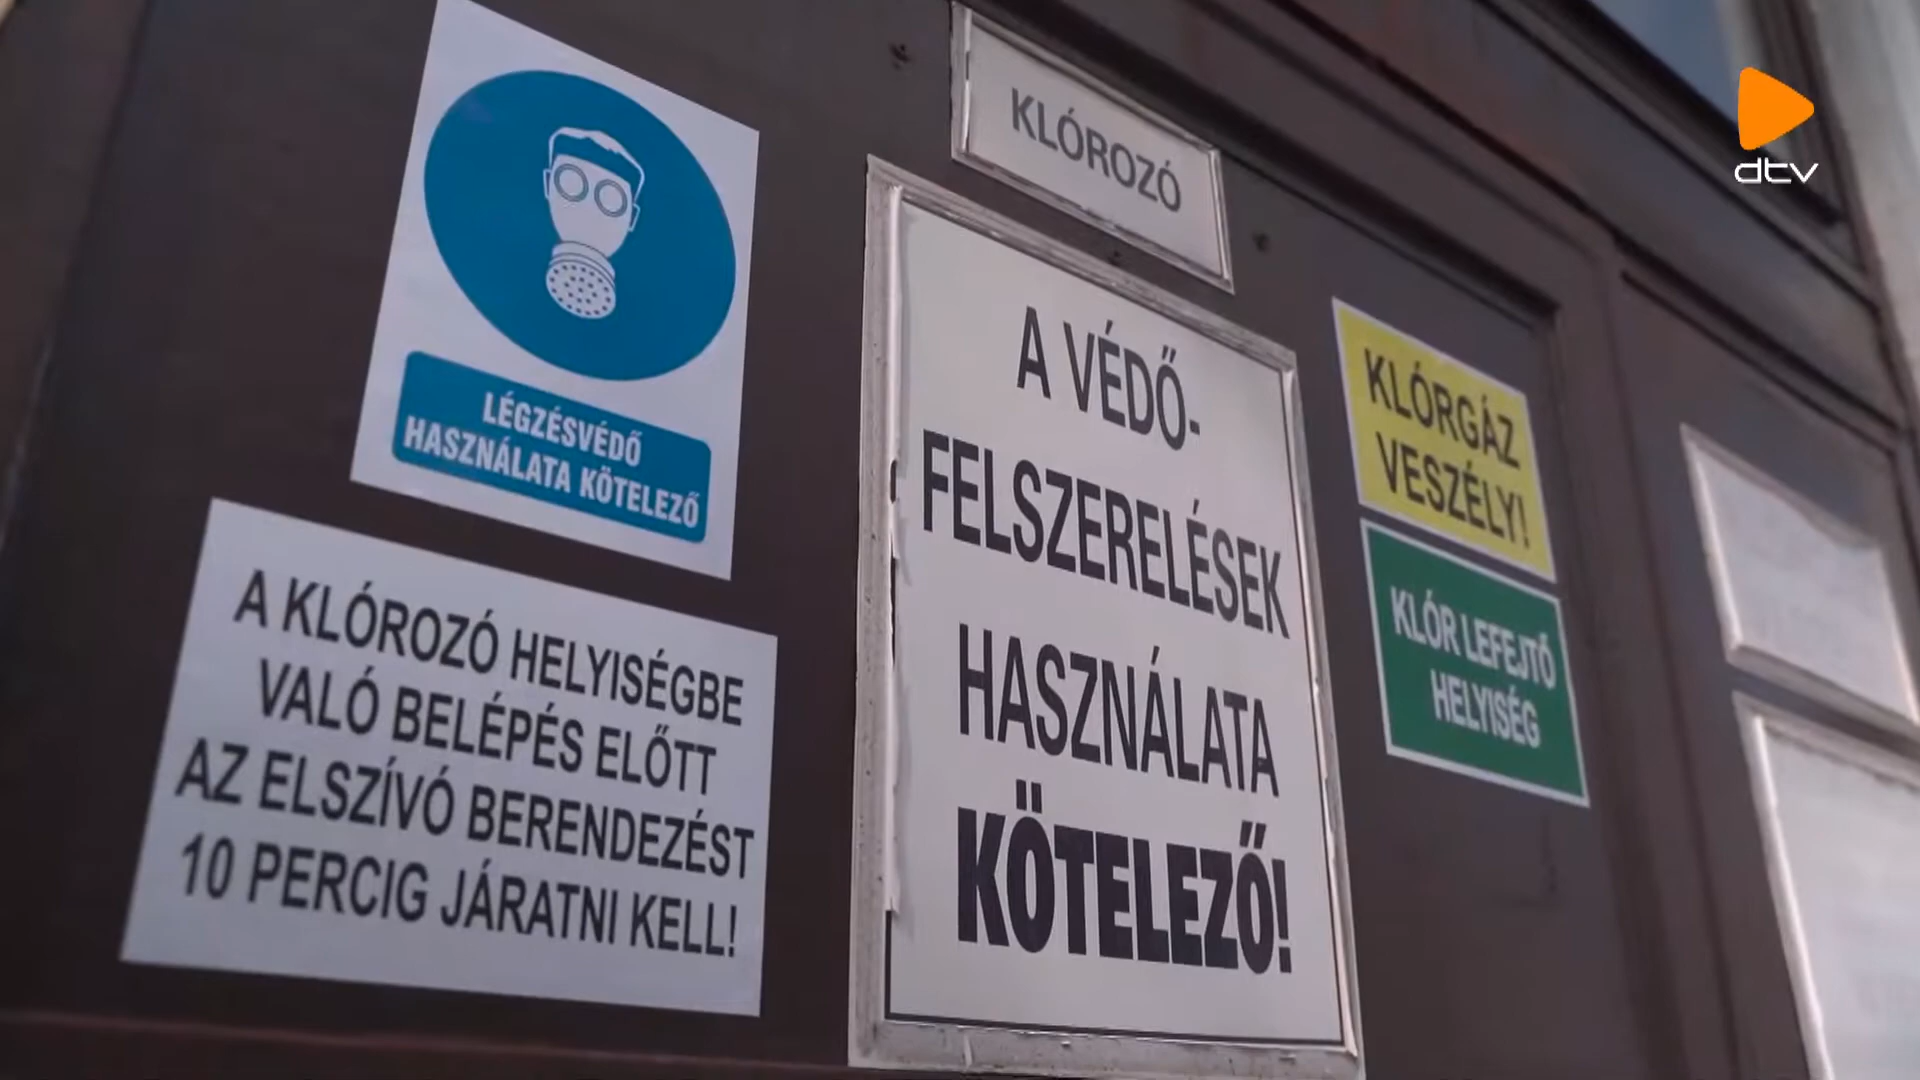 KLÓROZÓ
dtv
LÉGZÉSVÉDŐ
HASZNÁLATA KÖTELEZŐ
A VÉDŐ-
FELSZERELÉSEK
HASZNÁLATA
KÖTELEZŐ!
KLÓRGÁZ
VESZÉLY!
KLÓR LEFEJTŐ
HELYISÉG
A KLÓROZÓ HELYISÉGBE
VALÓ BELÉPÉS ELŐTT
AZ ELSZÍVÓ BERENDEZÉST
10 PERCIG JÁRATNI KELL!